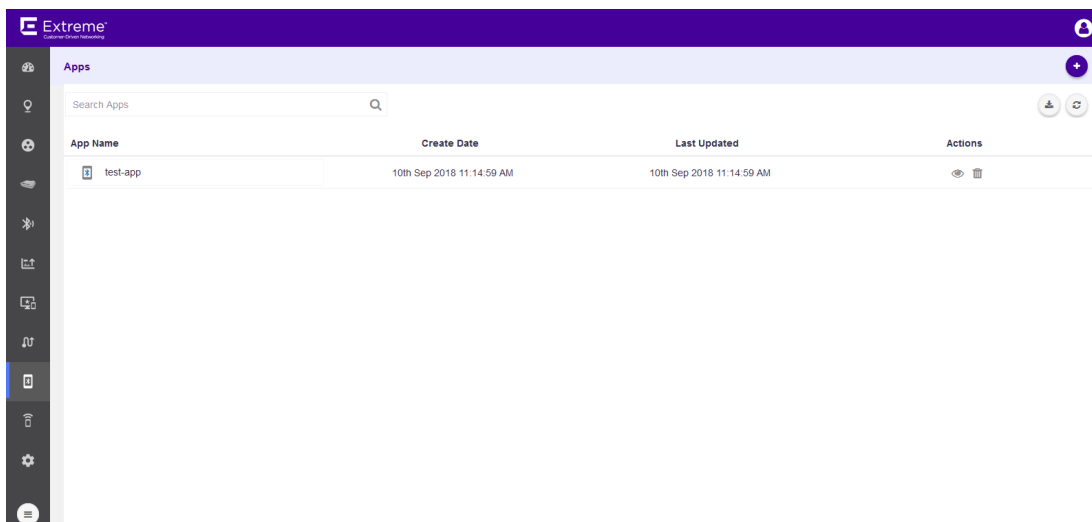 Extreme™
Customer-Driven Networking
Apps
Search Apps
App Name Create Date Last Updated Actions
test-app 10th Sep 2018 11:14:59 AM 10th Sep 2018 11:14:59 AM